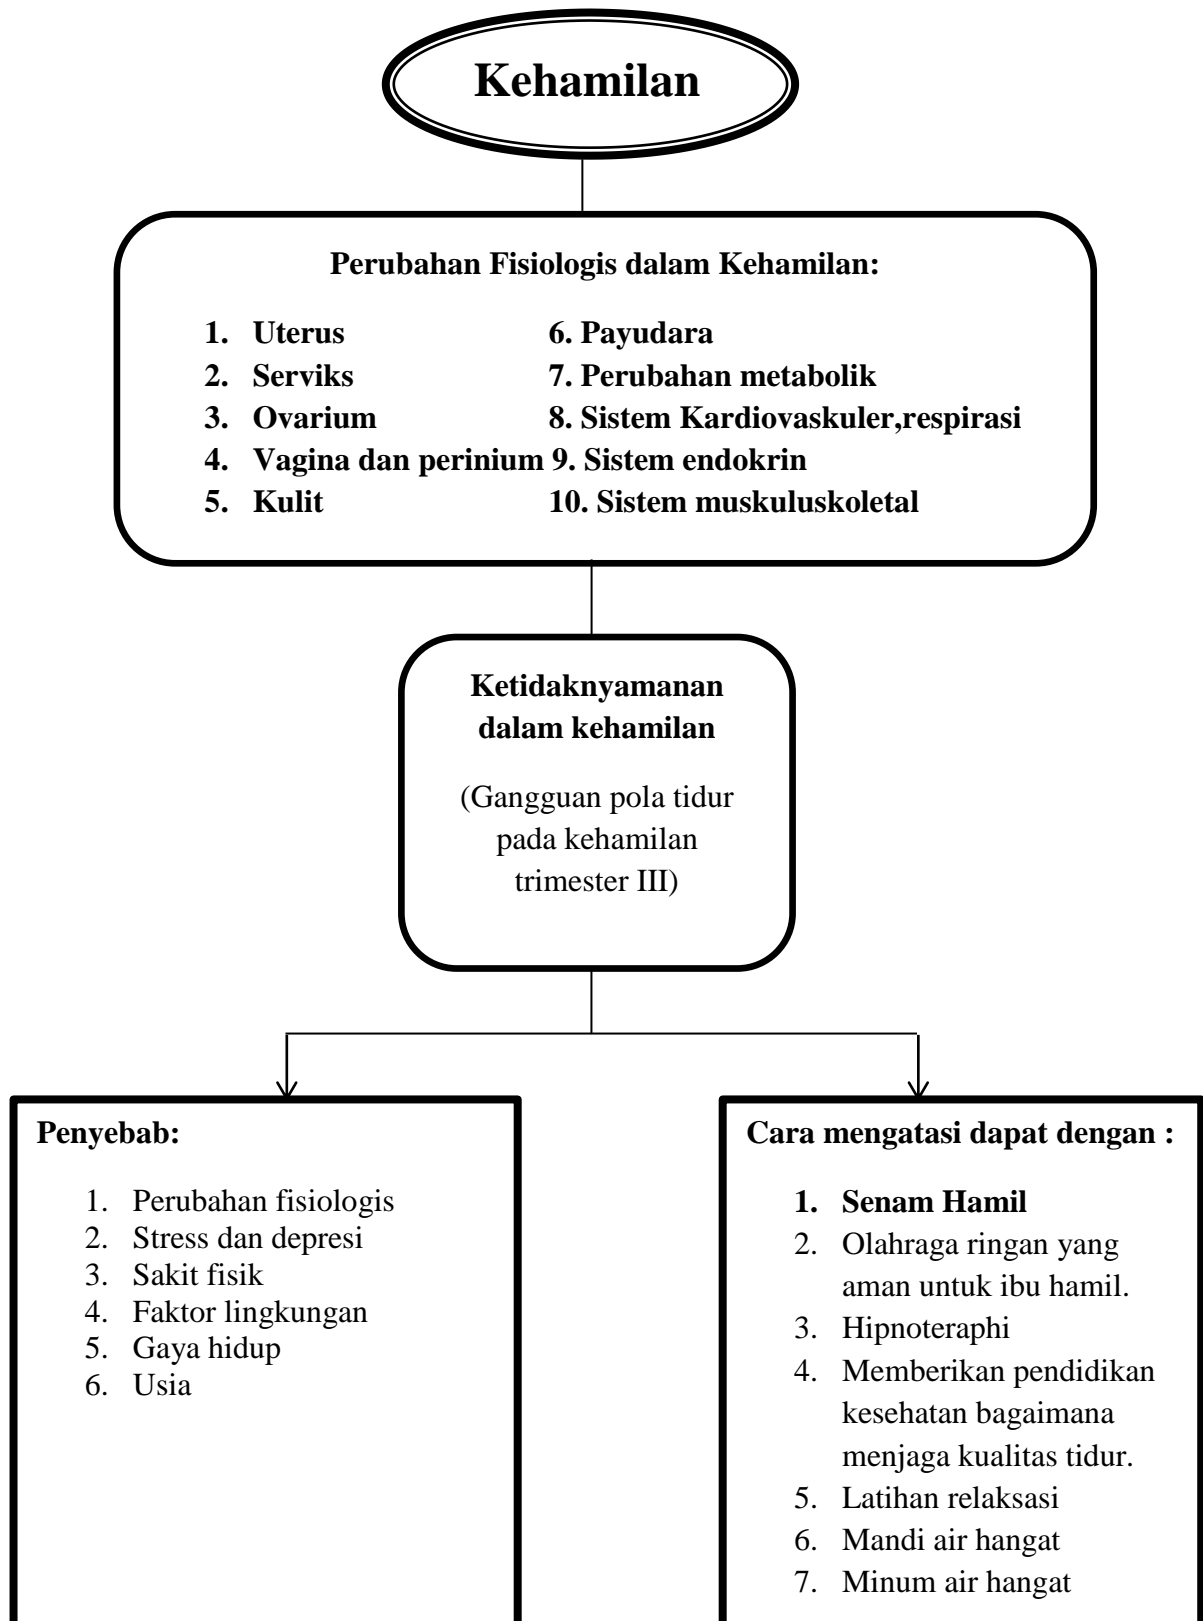 Kehamilan
Perubahan Fisiologis dalam Kehamilan:
1. Uterus 6. Payudara
2. Serviks 7. Perubahan metabolik
3. Ovarium 8. Sistem Kardiovaskuler,respirasi
4. Vagina dan perinium 9. Sistem endokrin
5. Kulit 10. Sistem muskuluskoletal
Ketidaknyamanan
dalam kehamilan
(Gangguan pola tidur
pada kehamilan
trimester III)
Penyebab:
1. Perubahan fisiologis
2. Stress dan depresi
3. Sakit fisik
4. Faktor lingkungan
5. Gaya hidup
6. Usia
Cara mengatasi dapat dengan :
1. Senam Hamil
2. Olahraga ringan yang
aman untuk ibu hamil.
3. Hipnoteraphi
4. Memberikan pendidikan
kesehatan bagaimana
menjaga kualitas tidur.
5. Latihan relaksasi
6. Mandi air hangat
7. Minum air hangat